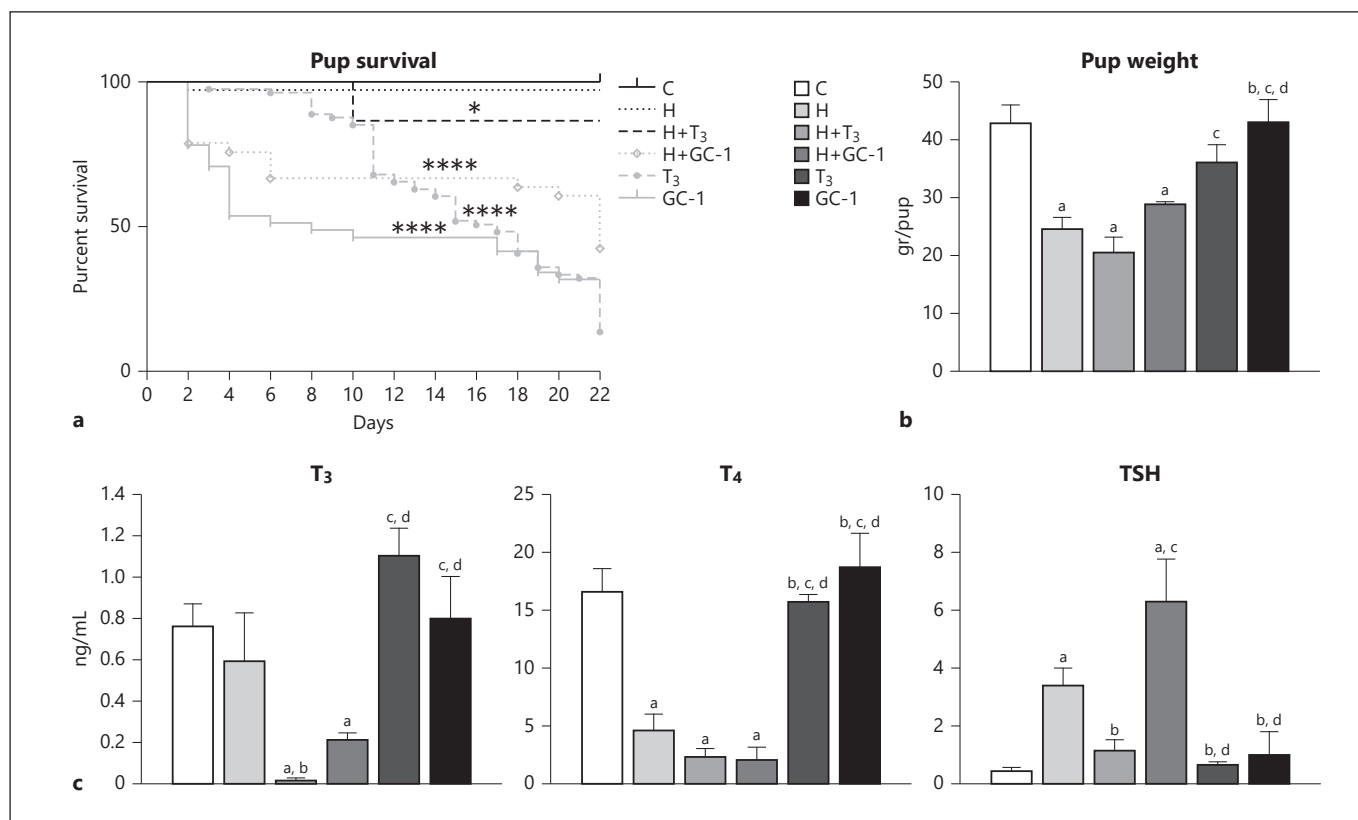 Pup survival
100
50
0
Purcent survival
0 2 4 6 8 10 12 14 16 18 20 22
Days
*
****
****
****
C
H
H+T3
H+GC-1
T3
GC-1
a
C
H
H+T3
H+GC-1
T3
GC-1
Pup weight
50
40
30
20
10
0
gr/pup
a
a
a
c
b, c, d
b
T3
1.4
1.2
1.0
0.8
0.6
0.4
0.2
0
ng/mL
a, b
a
c, d
c, d
c
T4
25
20
15
10
5
0
a
a
a
b, c, d
b, c, d
TSH
10
8
6
4
2
0
a
b
a, c
b, d
b, d